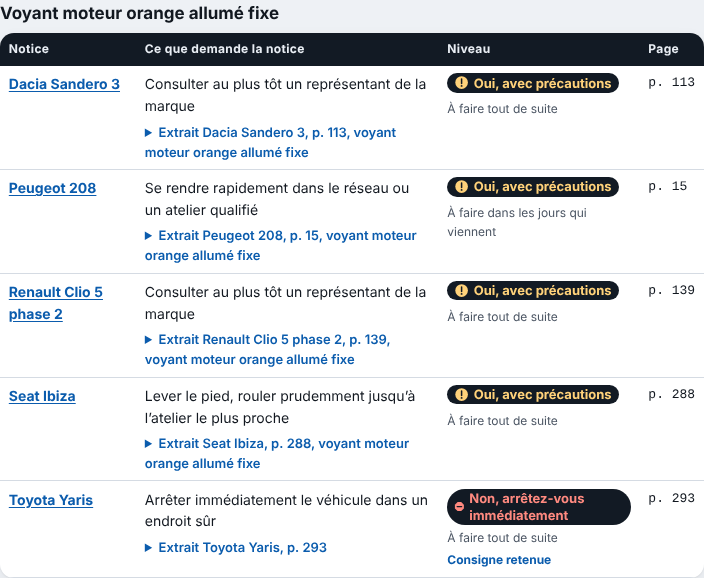 Voyant moteur orange allumé fixe
Notice Ce que demande la notice Niveau Page
Dacia Sandero 3 Consulter au plus tôt un représentant de la Oui, avec précautions p. 113
marque À faire tout de suite
Extrait Dacia Sandero 3, p. 113, voyant
moteur orange allumé fixe
Peugeot 208 Se rendre rapidement dans le réseau ou Oui, avec précautions p. 15
un atelier qualifié À faire dans les jours qui
viennent
Extrait Peugeot 208, p. 15, voyant moteur
orange allumé fixe
Renault Clio 5 Consulter au plus tôt un représentant de la Oui, avec précautions p. 139
phase 2 marque À faire tout de suite
Extrait Renault Clio 5 phase 2, p. 139,
voyant moteur orange allumé fixe
Seat Ibiza Lever le pied, rouler prudemment jusqu’à Oui, avec précautions p. 288
l’atelier le plus proche À faire tout de suite
Extrait Seat Ibiza, p. 288, voyant moteur
orange allumé fixe
Toyota Yaris Arrêter immédiatement le véhicule dans un Non, arrêtez-vous p. 293
endroit sûr immédiatement
À faire tout de suite
Extrait Toyota Yaris, p. 293
Consigne retenue